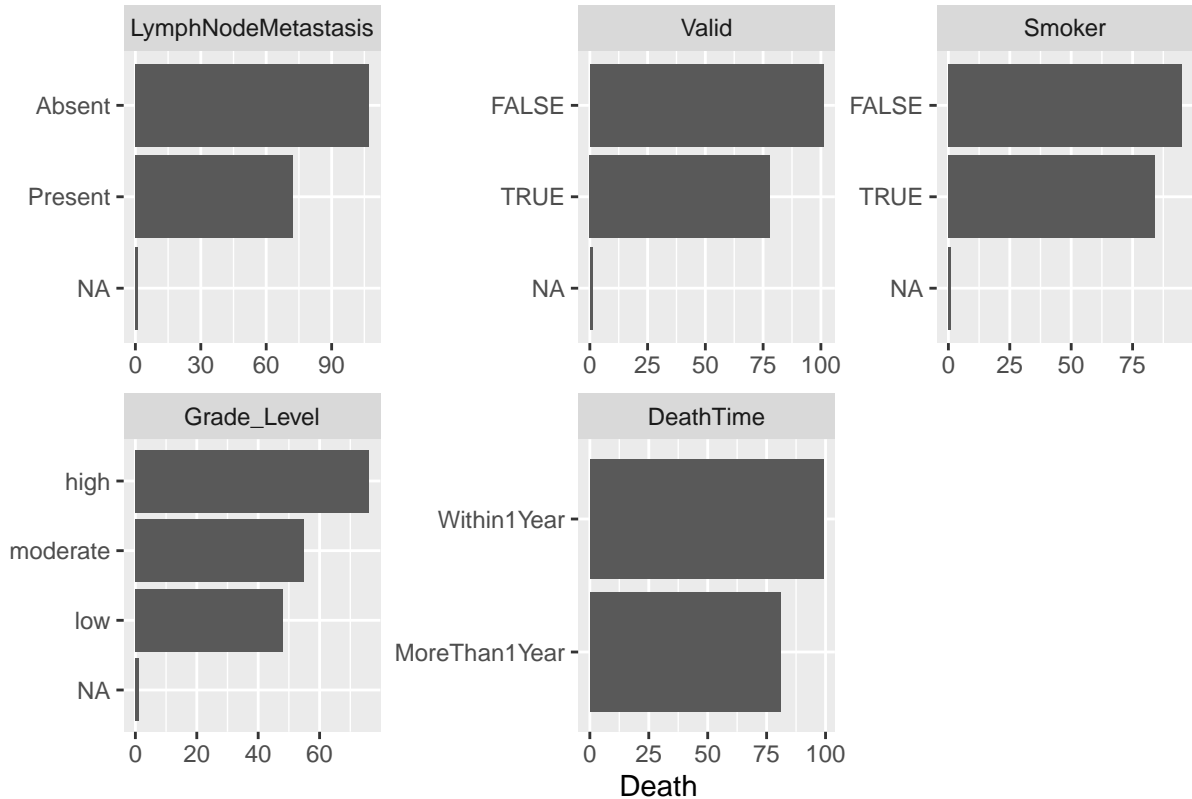 LymphNodeMetastasis
Absent
Present
NA
0 30 60 90
Valid
FALSE
TRUE
NA
0 25 50 75 100
Smoker
FALSE
TRUE
NA
0 25 50 75
Grade_Level
high
moderate
low
NA
0 20 40 60
DeathTime
Within1Year
MoreThan1Year
0 25 50 75 100
Death